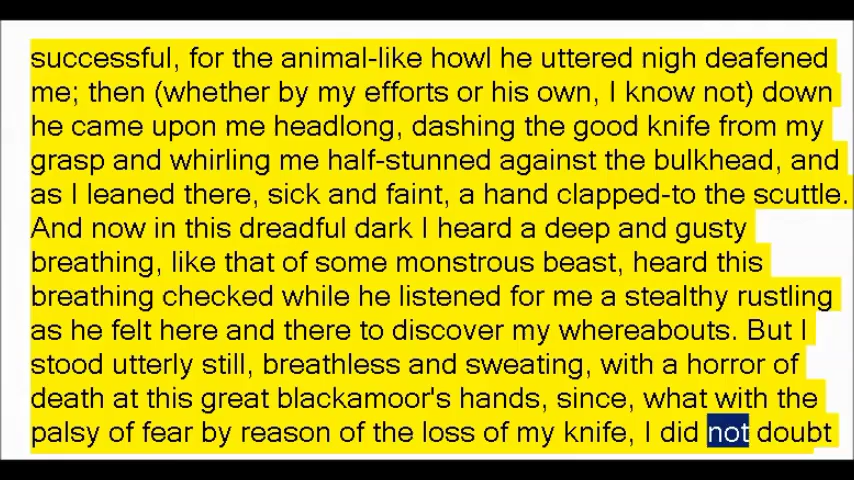 successful, for the animal-like howl he uttered nigh deafened
me; then (whether by my efforts or his own, I know not) down
he came upon me headlong, dashing the good knife from my
grasp and whirling me half-stunned against the bulkhead, and
as I leaned there, sick and faint, a hand clapped-to the scuttle.
And now in this dreadful dark I heard a deep and gusty
breathing, like that of some monstrous beast, heard this
breathing checked while he listened for me a stealthy rustling
as he felt here and there to discover my whereabouts. But I
stood utterly still, breathless and sweating, with a horror of
death at this great blackamoor's hands, since, what with the
palsy of fear by reason of the loss of my knife, I did not doubt